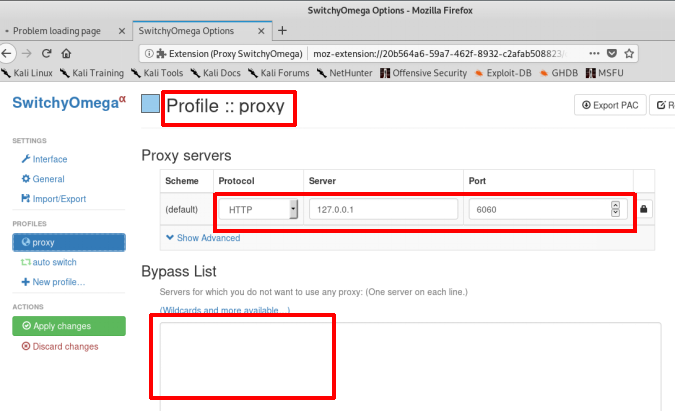 SwitchyOmega Options - Mozilla Firefox
Problem loading page × SwitchyOmega Options × +
Extension (Proxy SwitchyOmega) moz-extension://20b564a6-59a7-462f-8932-c2afab508823/
Kali Linux Kali Training Kali Tools Kali Docs Kali Forums NetHunter Offensive Security Exploit-DB GHDB MSFU
SwitchyOmegaα
Profile :: proxy
Export PAC
SETTINGS
Interface
General
Import/Export
PROFILES
proxy
auto switch
New profile...
ACTIONS
Apply changes
Discard changes
Proxy servers
Scheme Protocol Server Port
(default) HTTP 127.0.0.1 6060
Show Advanced
Bypass List
Servers for which you do not want to use any proxy: (One server on each line.)
(Wildcards and more available...)